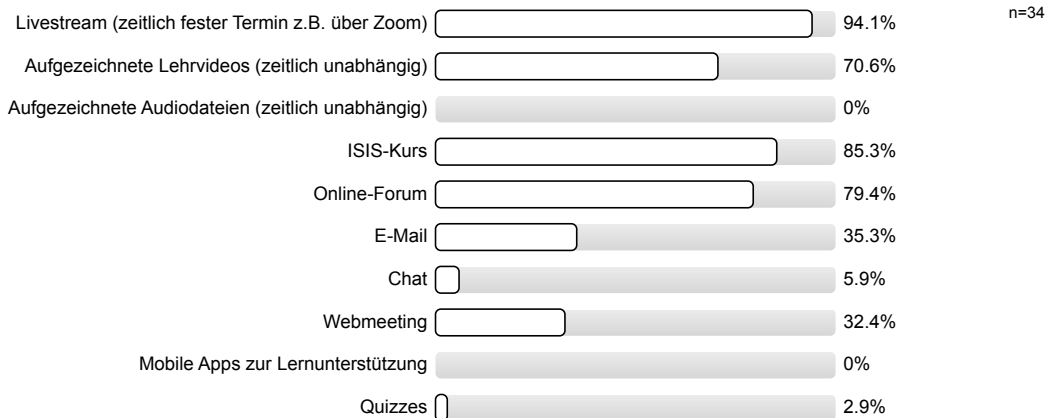 Livestream (zeitlich fester Termin z.B. über Zoom) 94.1% n=34
Aufgezeichnete Lehrvideos (zeitlich unabhängig) 70.6%
Aufgezeichnete Audiodateien (zeitlich unabhängig) 0%
ISIS-Kurs 85.3%
Online-Forum 79.4%
E-Mail 35.3%
Chat 5.9%
Webmeeting 32.4%
Mobile Apps zur Lernunterstützung 0%
Quizzes 2.9%